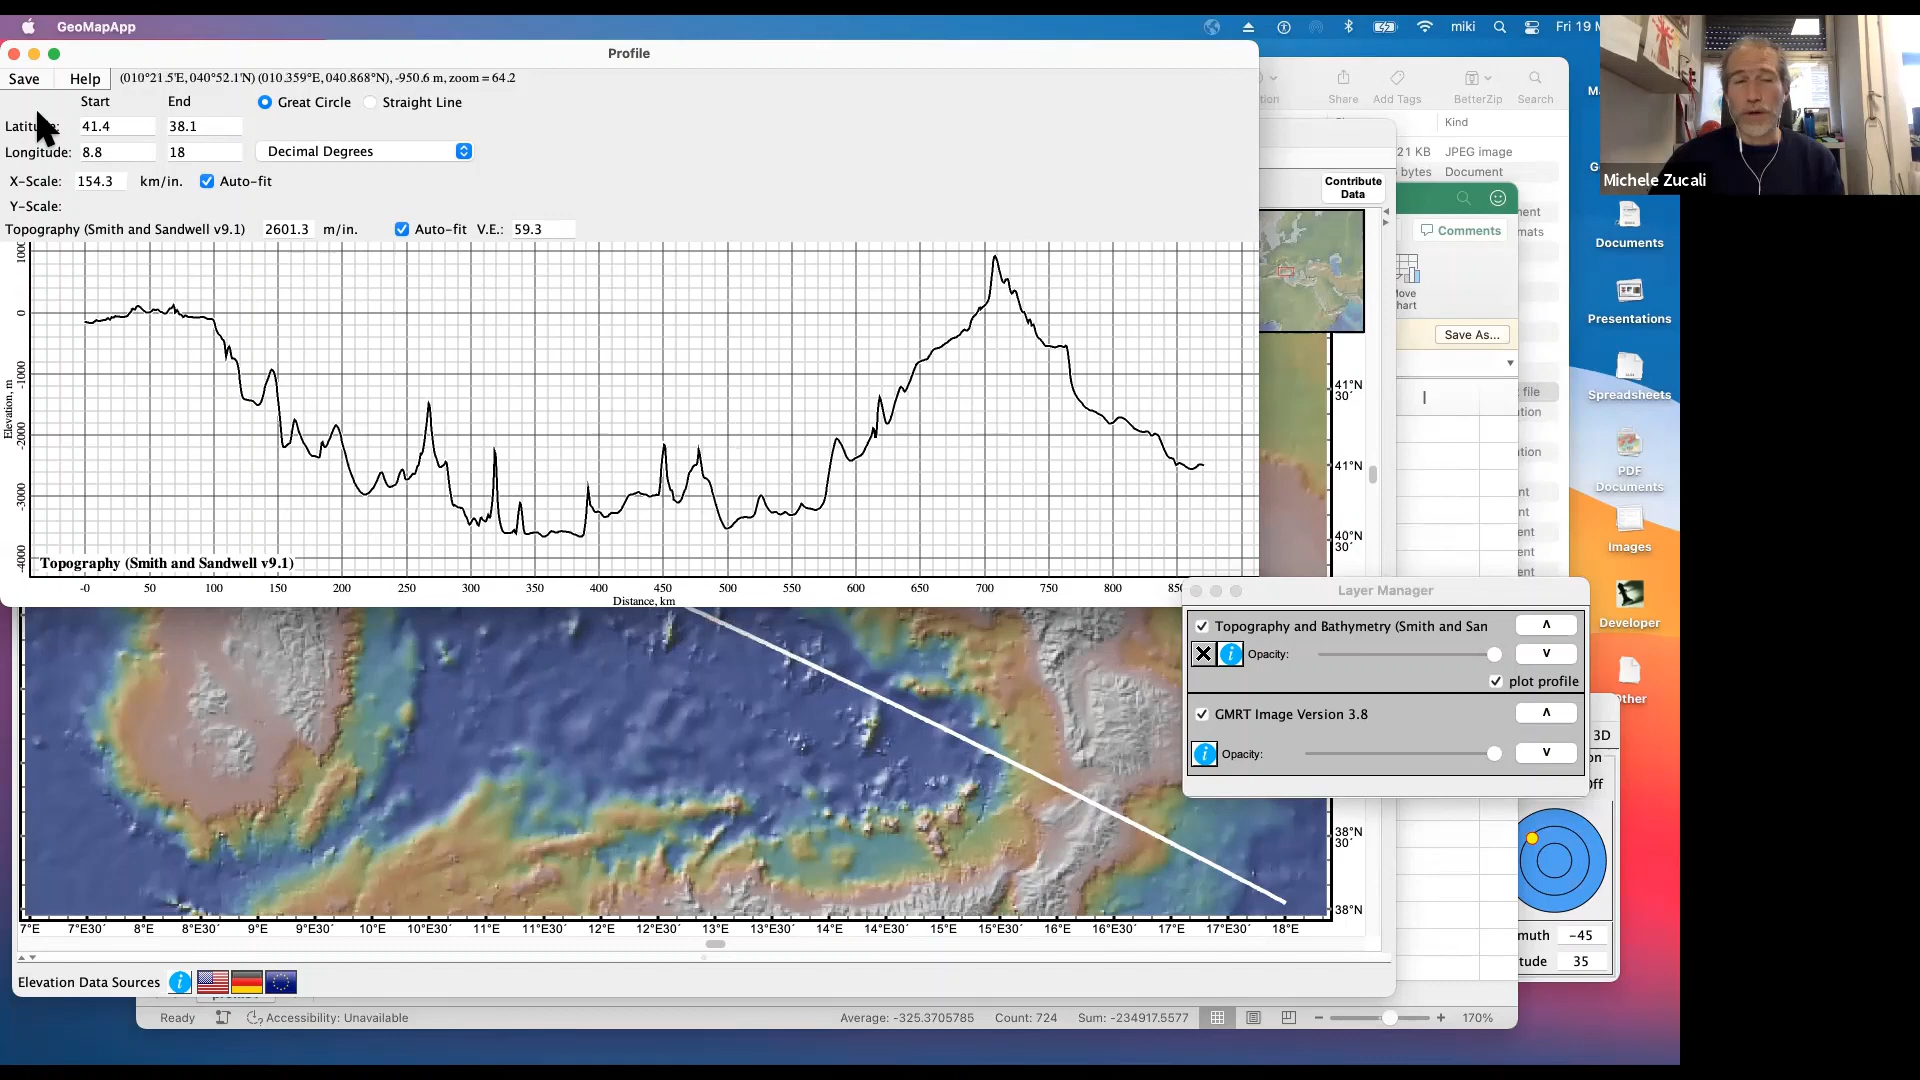 GeoMapApp
miki
Fri 19 M
Profile
Save Help (010°21.5'E, 040°52.1'N) (010.359°E, 040.868°N), -950.6 m, zoom = 64.2
Start End
Great Circle Straight Line
41.4 38.1
Longitude: 8.8 18 Decimal Degrees
X-Scale: 154.3 km/in. Auto-fit
Y-Scale:
Topography (Smith and Sandwell v9.1) 2601.3 m/in. Auto-fit V.E.: 59.3
0
-1000
-2000
-3000
-4000
Elevation, m
Topography (Smith and Sandwell v9.1)
-0 50 100 150 200 250 300 350 400 450 500 550 600 650 700 750 800
Distance, km
Share Add Tags BetterZip Search
Kind
21 KB JPEG image
bytes Document
Contribute
Data
Comments
Save As...
Michele Zucali
Documents
Presentations
Spreadsheets
PDF
Documents
Images
Developer
Other
41°N
30´
41°N
40°N
30´
38°N
30´
38°N
Layer Manager
Topography and Bathymetry (Smith and San
Opacity:
plot profile
GMRT Image Version 3.8
Opacity:
3D
muth -45
tude 35
7°E 7°E30´ 8°E 8°E30´ 9°E 9°E30´ 10°E 10°E30´ 11°E 11°E30´ 12°E 12°E30´ 13°E 13°E30´ 14°E 14°E30´ 15°E 15°E30´ 16°E 16°E30´ 17°E 17°E30´ 18°E
Elevation Data Sources
Ready Accessibility: Unavailable Average: -325.3705785 Count: 724 Sum: -234917.5577 170%